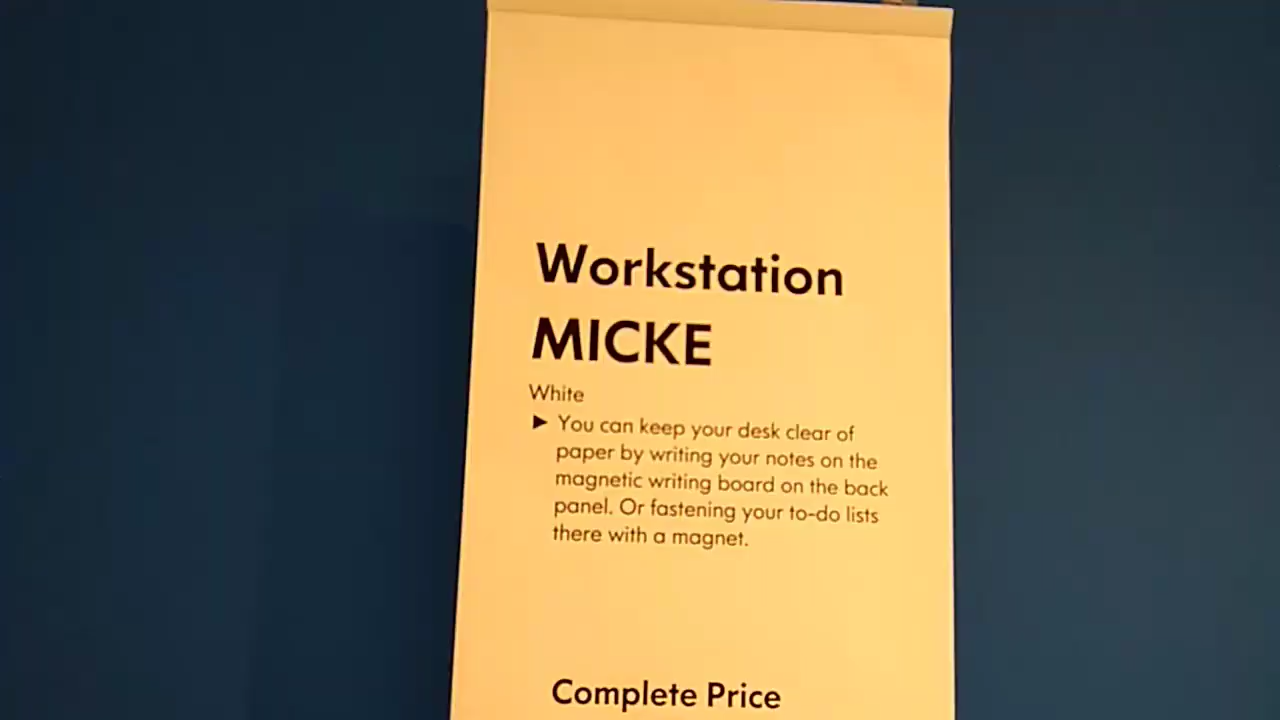 Workstation
MICKE
White
► You can keep your desk clear of
paper by writing your notes on the
magnetic writing board on the back
panel. Or fastening your to-do lists
there with a magnet.
Complete Price